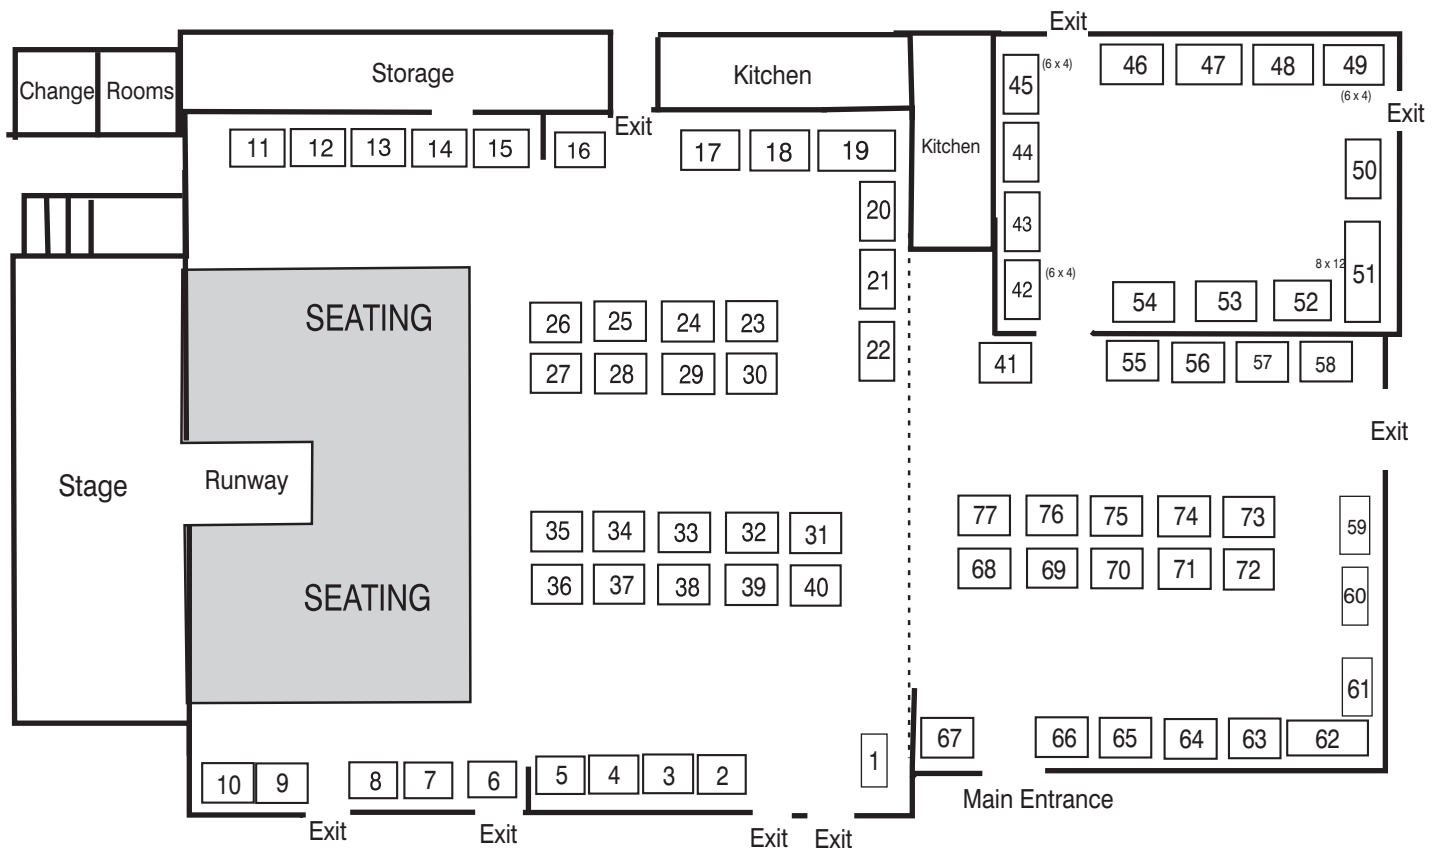 Exit
Change Rooms
Storage
Kitchen
45 (6 x 4)
46 47 48 49
(6 x 4)
Exit
Exit
11 12 13 14 15 16
17 18 19
Kitchen
44
50
20
43
21
42 (6 x 4)
8 x 12 51
54 53 52
SEATING
26 25 24 23
22
41
55 56 57 58
27 28 29 30
Exit
Stage
Runway
35 34 33 32 31
77 76 75 74 73
59
36 37 38 39 40
68 69 70 71 72
60
SEATING
61
67
66 65 64 63 62
10 9 8 7 6 5 4 3 2 1
Main Entrance
Exit Exit Exit Exit